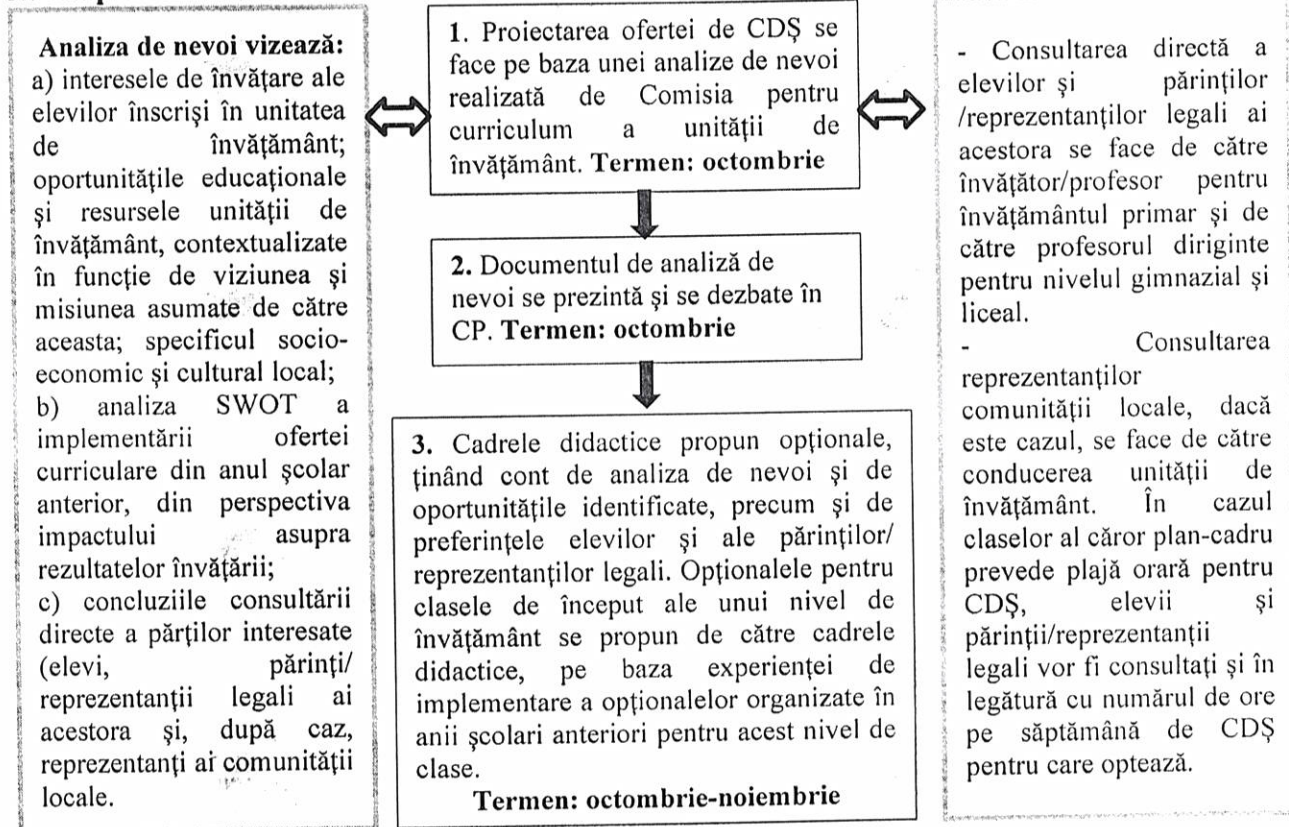 Analiza de nevoi vizează:
a) interesele de învățare ale
elevilor înscriși în unitatea
de învățământ;
oportunitățile educaționale
și resursele unității de
învățământ, contextualizate
în funcție de viziunea și
misiunea asumate de către
aceasta; specificul socio-
economic și cultural local;
b) analiza SWOT a
implementării ofertei
curriculare din anul școlar
anterior, din perspectiva
impactului asupra
rezultatelor învățării;
c) concluziile consultării
directe a părților interesate
(elevi, părinți/
reprezentanții legali ai
acestora și, după caz,
reprezentanți ai comunității
locale.
1. Proiectarea ofertei de CDȘ se
face pe baza unei analize de nevoi
realizată de Comisia pentru
curriculum a unității de
învățământ. Termen: octombrie
2. Documentul de analiză de
nevoi se prezintă și se dezbate în
CP. Termen: octombrie
3. Cadrele didactice propun opționale,
ținând cont de analiza de nevoi și de
oportunitățile identificate, precum și de
preferințele elevilor și ale părinților/
reprezentanților legali. Opționalele pentru
clasele de început ale unui nivel de
învățământ se propun de către cadrele
didactice, pe baza experienței de
implementare a opționalelor organizate în
anii școlari anteriori pentru acest nivel de
clase.
Termen: octombrie-noiembrie
- Consultarea directă a
elevilor și părinților
/reprezentanților legali ai
acestora se face de către
învățător/profesor pentru
învățământul primar și de
către profesorul diriginte
pentru nivelul gimnazial și
liceal.
- Consultarea
reprezentanților
comunității locale, dacă
este cazul, se face de către
conducerea unității de
învățământ. În cazul
claselor al căror plan-cadru
prevede plajă orară pentru
CDȘ, elevii și
părinții/reprezentanții
legali vor fi consultați și în
legătură cu numărul de ore
pe săptămână de CDȘ
pentru care optează.